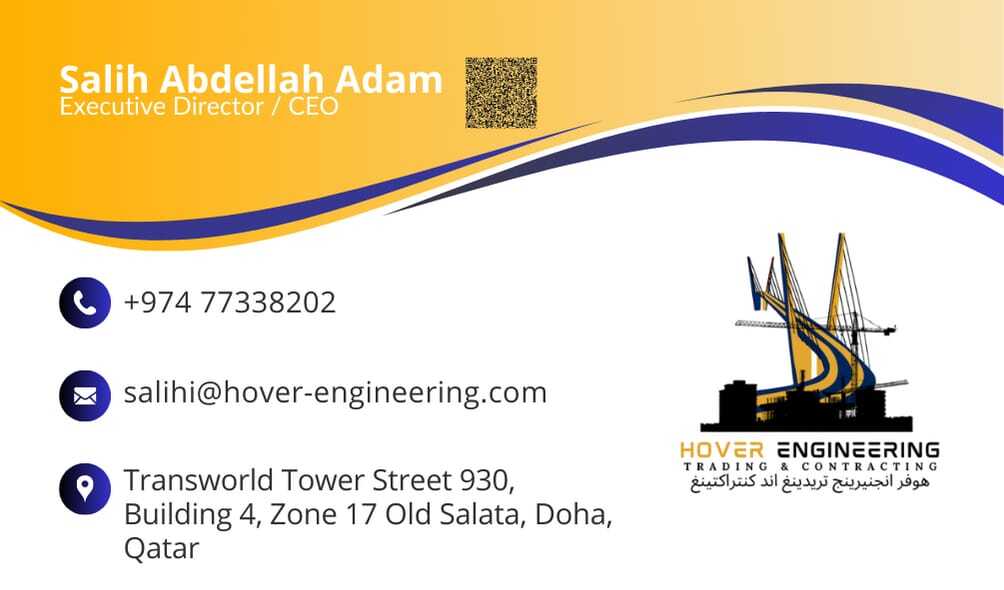 Salih Abdellah Adam
Executive Director / CEO
+974 77338202
salihi@hover-engineering.com
Transworld Tower Street 930,
Building 4, Zone 17 Old Salata, Doha,
Qatar
HOVER ENGINEERING
TRADING & CONTRACTING
هوفر انجنيرينج تريدينغ اند كنتراكتينغ